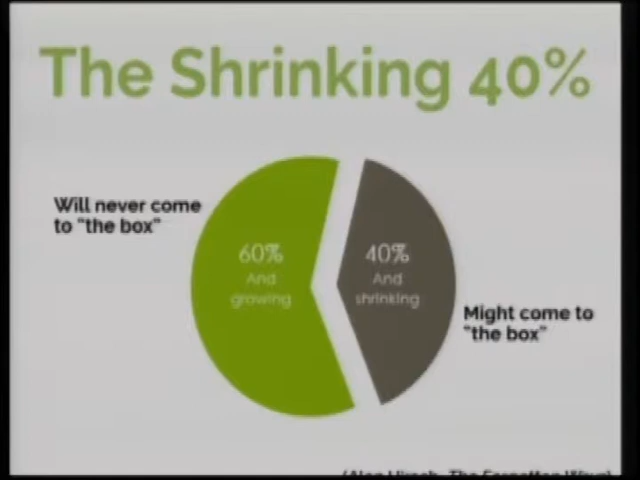 The Shrinking 40%
Will never come
to "the box"
60%
And
growing
40%
And
shrinking
Might come to
"the box"